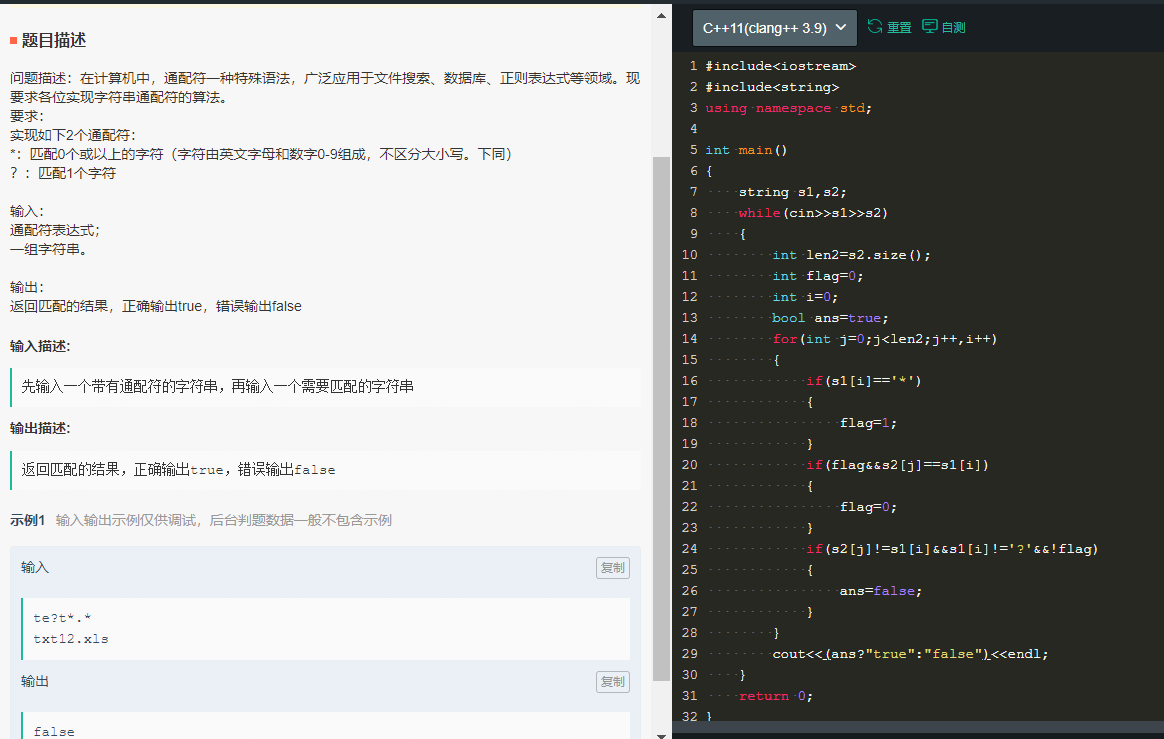 题目描述
问题描述：在计算机中，通配符一种特殊语法，广泛应用于文件搜索、数据库、正则表达式等领域。现
要求各位实现字符串通配符的算法。
要求：
实现如下2个通配符：
*：匹配0个或以上的字符（字符由英文字母和数字0-9组成，不区分大小写。下同）
？：匹配1个字符
输入：
通配符表达式；
一组字符串。
输出：
返回匹配的结果，正确输出true，错误输出false
输入描述:
先输入一个带有通配符的字符串，再输入一个需要匹配的字符串
输出描述:
返回匹配的结果，正确输出true，错误输出false
示例1 输入输出示例仅供调试，后台判题数据一般不包含示例
输入 复制
te?t*.*
txt12.xls
输出 复制
false
C++11(clang++ 3.9) 重置 自测
1 #include<iostream>
2 #include<string>
3 using namespace std;
4
5 int main()
6 {
7     string s1,s2;
8     while(cin>>s1>>s2)
9     {
10         int len2=s2.size();
11         int flag=0;
12         int i=0;
13         bool ans=true;
14         for(int j=0;j<len2;j++,i++)
15         {
16             if(s1[i]=='*')
17             {
18                 flag=1;
19             }
20             if(flag&&s2[j]==s1[i])
21             {
22                 flag=0;
23             }
24             if(s2[j]!=s1[i]&&s1[i]!='?'&&!flag)
25             {
26                 ans=false;
27             }
28         }
29         cout<<(ans?"true":"false")<<endl;
30     }
31     return 0;
32 }